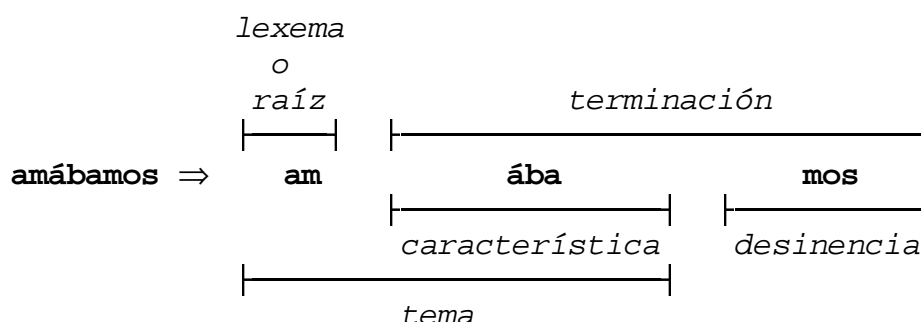 lexema
o
raíz terminación
amábamos ⇒ am ába mos
característica desinencia
tema